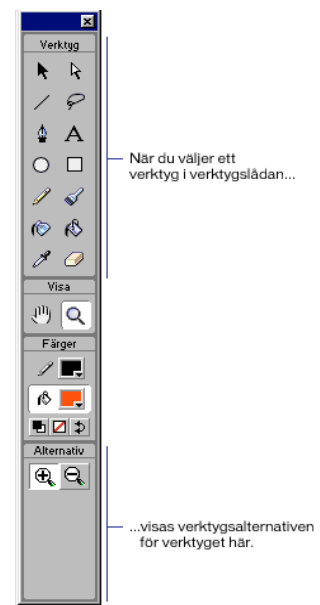 Verktyg
A
När du väljer ett
verktyg i verktygslådan...
Visa
Färger
Alternativ
...visas verktygsalternativen
för verktyget här.